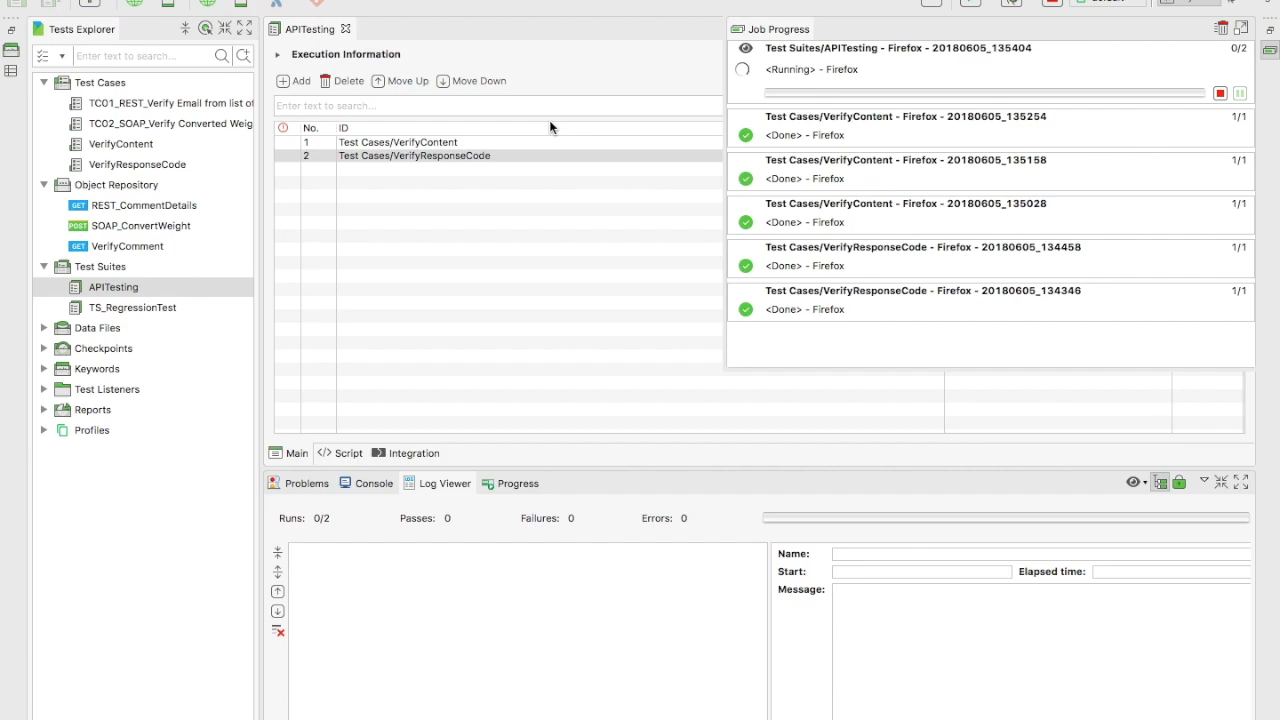 Tests Explorer
Enter text to search...
Test Cases
TC01_REST_Verify Email from list of
TC02_SOAP_Verify Converted Weig
VerifyContent
VerifyResponseCode
Object Repository
GET REST_CommentDetails
POST SOAP_ConvertWeight
GET VerifyComment
Test Suites
APITesting
TS_RegressionTest
Data Files
Checkpoints
Keywords
Test Listeners
Reports
Profiles
APITesting
Execution Information
Add Delete Move Up Move Down
Enter text to search...
No. ID
1 Test Cases/VerifyContent
2 Test Cases/VerifyResponseCode
Main Script Integration
Job Progress
Test Suites/APITesting - Firefox - 20180605_135404 0/2
<Running> - Firefox
Test Cases/VerifyContent - Firefox - 20180605_135254 1/1
<Done> - Firefox
Test Cases/VerifyContent - Firefox - 20180605_135158 1/1
<Done> - Firefox
Test Cases/VerifyContent - Firefox - 20180605_135028 1/1
<Done> - Firefox
Test Cases/VerifyResponseCode - Firefox - 20180605_134458 1/1
<Done> - Firefox
Test Cases/VerifyResponseCode - Firefox - 20180605_134346 1/1
<Done> - Firefox
Problems Console Log Viewer Progress
Runs: 0/2 Passes: 0 Failures: 0 Errors: 0
Name:
Start: Elapsed time:
Message: